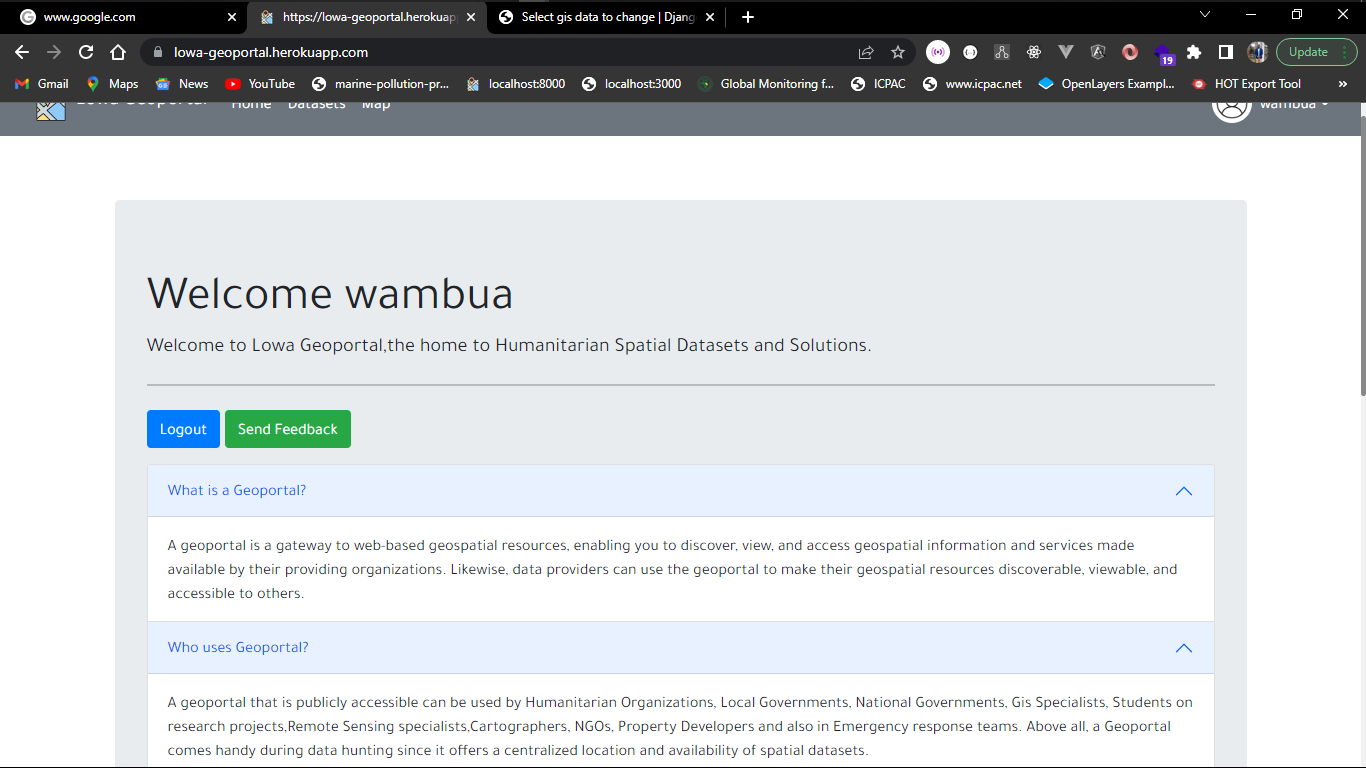 www.google.com
https://lowa-geoportal.herokuap
Select gis data to change | Djang
lowa-geoportal.herokuapp.com
Update
19
Gmail
Maps
News
YouTube
marine-pollution-pr...
localhost:8000
localhost:3000
Global Monitoring f...
ICPAC
www.icpac.net
OpenLayers Exampl...
HOT Export Tool
»
Lowa Geoportal
Home
Datasets
Map
wambua
Welcome wambua
Welcome to Lowa Geoportal,the home to Humanitarian Spatial Datasets and Solutions.
Logout
Send Feedback
What is a Geoportal?
A geoportal is a gateway to web-based geospatial resources, enabling you to discover, view, and access geospatial information and services made
available by their providing organizations. Likewise, data providers can use the geoportal to make their geospatial resources discoverable, viewable, and
accessible to others.
Who uses Geoportal?
A geoportal that is publicly accessible can be used by Humanitarian Organizations, Local Governments, National Governments, Gis Specialists, Students on
research projects,Remote Sensing specialists,Cartographers, NGOs, Property Developers and also in Emergency response teams. Above all, a Geoportal
comes handy during data hunting since it offers a centralized location and availability of spatial datasets.